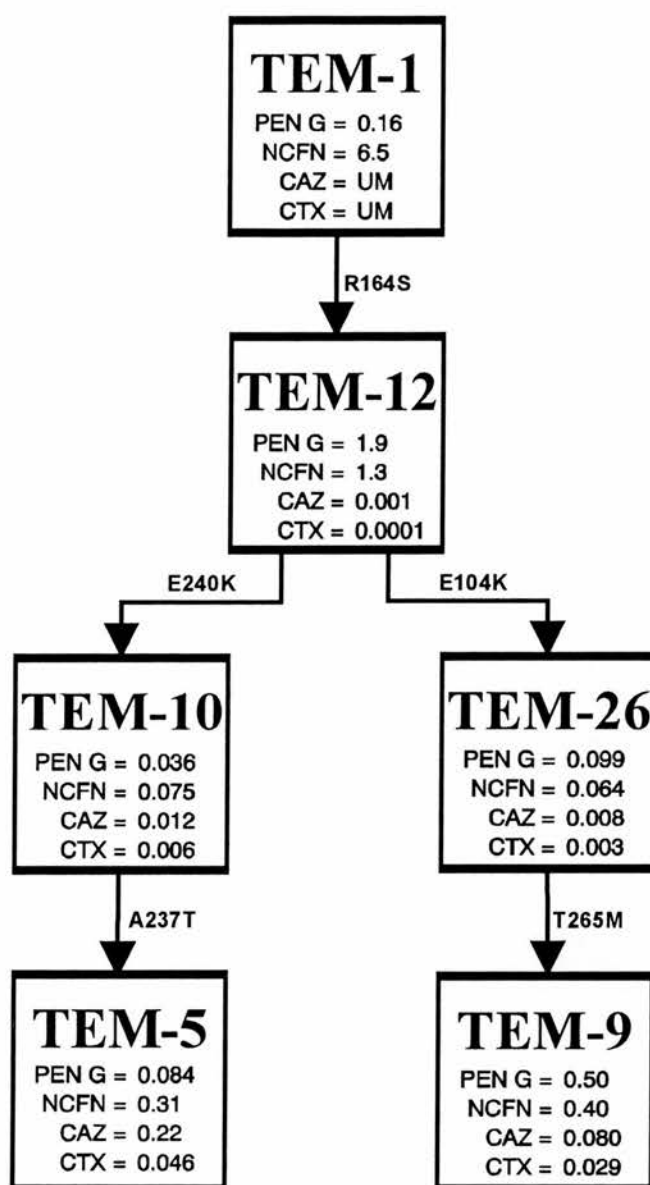 TEM-1
PEN G = 0.16
NCFN = 6.5
CAZ = UM
CTX = UM
R164S
TEM-12
PEN G = 1.9
NCFN = 1.3
CAZ = 0.001
CTX = 0.0001
E240K
E104K
TEM-10
PEN G = 0.036
NCFN = 0.075
CAZ = 0.012
CTX = 0.006
TEM-26
PEN G = 0.099
NCFN = 0.064
CAZ = 0.008
CTX = 0.003
A237T
T265M
TEM-5
PEN G = 0.084
NCFN = 0.31
CAZ = 0.22
CTX = 0.046
TEM-9
PEN G = 0.50
NCFN = 0.40
CAZ = 0.080
CTX = 0.029